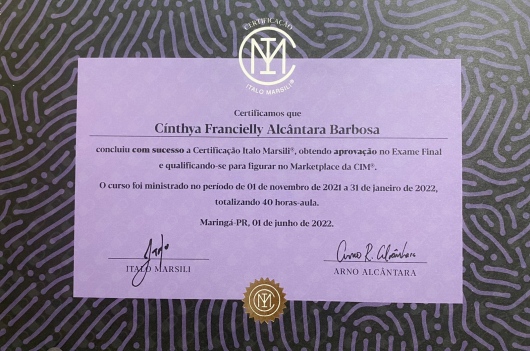 CERTIFICAÇÃO
IM
ITALO MARSILI®
Certificamos que
Cínthya Francielly Alcântara Barbosa
concluiu com sucesso a Certificação Italo Marsili®, obtendo aprovação no Exame Final
e qualificando-se para figurar no Marketplace da CIM®.
O curso foi ministrado no período de 01 de novembro de 2021 a 31 de janeiro de 2022,
totalizando 40 horas-aula.
Maringá-PR, 01 de junho de 2022.
Arno R. Alcântara
ITALO MARSILI
ARNO ALCÂNTARA